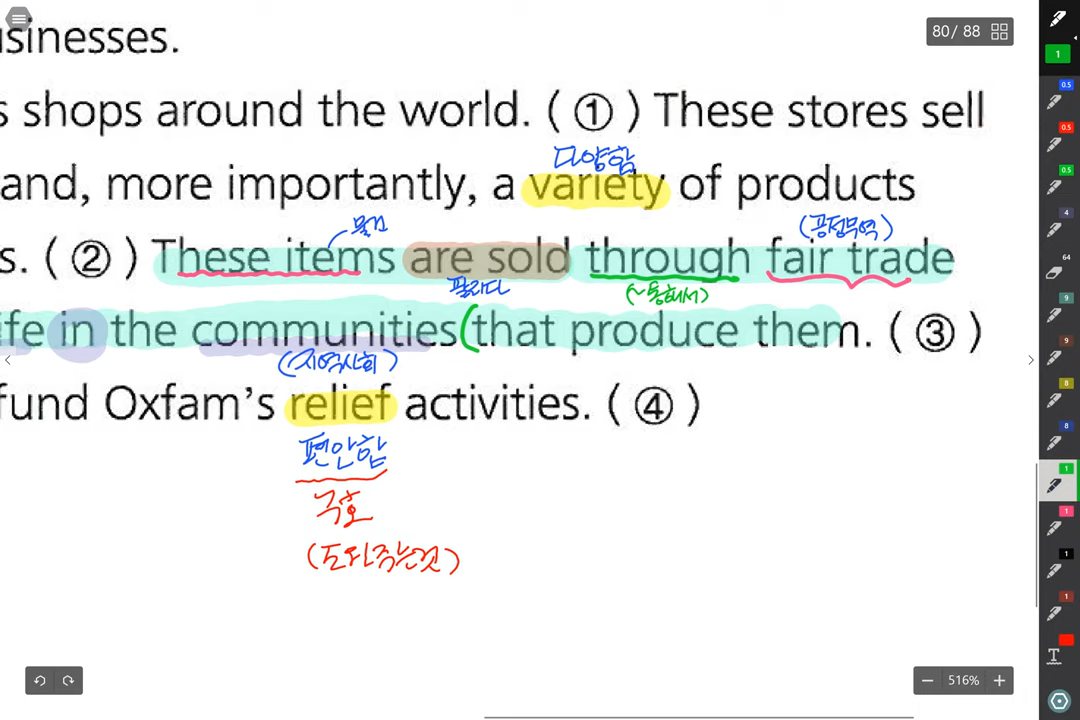 80 / 88
sinesses.
s shops around the world. ( ① ) These stores sell
다양함
and, more importantly, a variety of products
물건
(공정무역)
s. ( ② ) These items are sold through fair trade
팔리다
(~통해서)
ife in the communities (that produce them. ( ③ )
(지역사회)
fund Oxfam's relief activities. ( ④ )
편안함
구호
(도와주는것)
516%